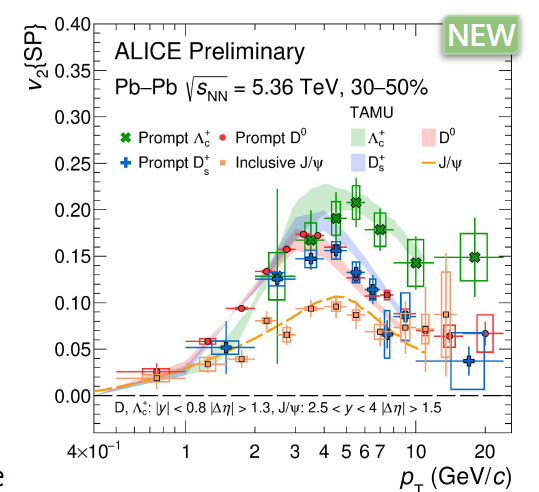 NEW
ALICE Preliminary
Pb–Pb √sNN = 5.36 TeV, 30–50%
TAMU
Prompt Λc+ Prompt D0 Λc+ D0
Prompt Ds+ Inclusive J/ψ Ds+ J/ψ
v2{SP}
0.40
0.35
0.30
0.25
0.20
0.15
0.10
0.05
0.00
D, Λc+: |y| < 0.8 |Δη| > 1.3, J/ψ: 2.5 < y < 4 |Δη| > 1.5
4×10−1 1 2 3 4 5 6 7 10 20
pT (GeV/c)
e